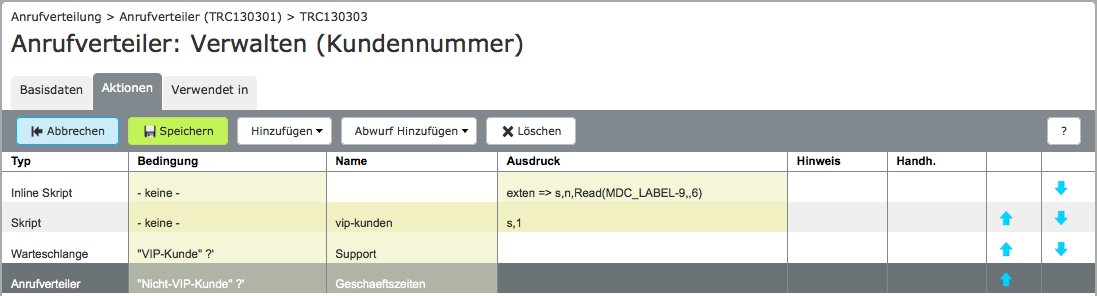 Anrufverteilung > Anrufverteiler (TRC130301) > TRC130303
Anrufverteiler: Verwalten (Kundennummer)
Basisdaten Aktionen Verwendet in
Abbrechen Speichern Hinzufügen Abwurf Hinzufügen Löschen ?
Typ Bedingung Name Ausdruck Hinweis Handh.
Inline Skript - keine - exten => s,n,Read(MDC_LABEL-9,,6)
Skript - keine - vip-kunden s,1
Warteschlange "VIP-Kunde" ?' Support
Anrufverteiler "Nicht-VIP-Kunde" ?' Geschaeftszeiten